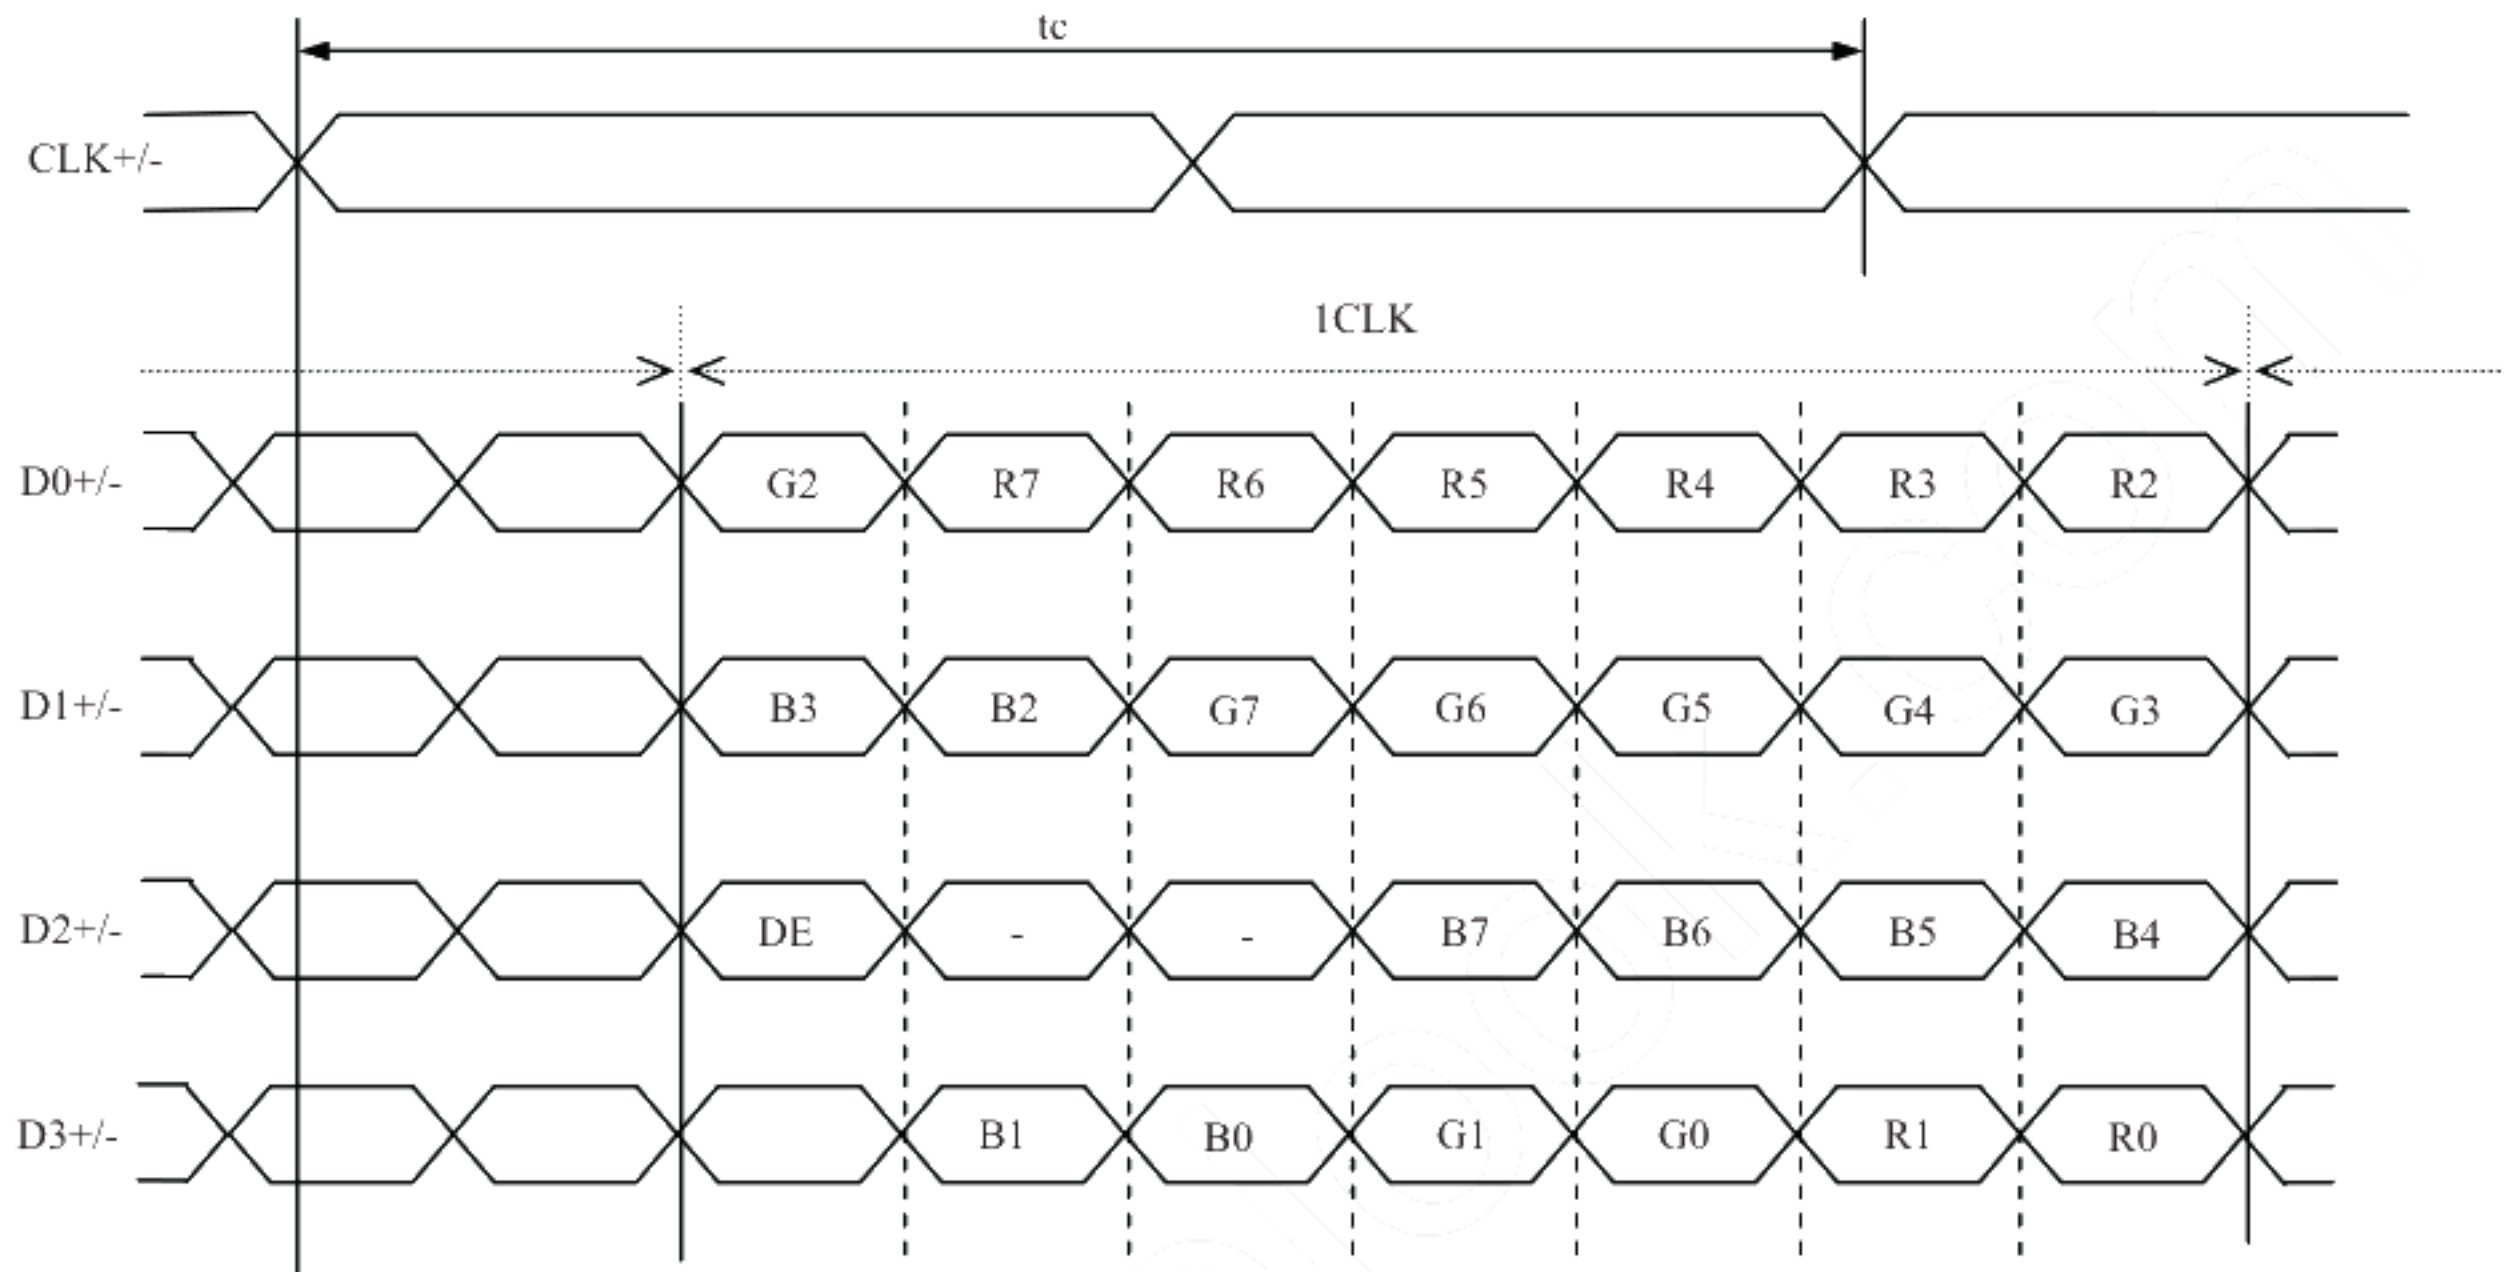 tc
CLK+/-
1CLK
D0+/- G2 R7 R6 R5 R4 R3 R2
D1+/- B3 B2 G7 G6 G5 G4 G3
D2+/- DE - - B7 B6 B5 B4
D3+/- B1 B0 G1 G0 R1 R0